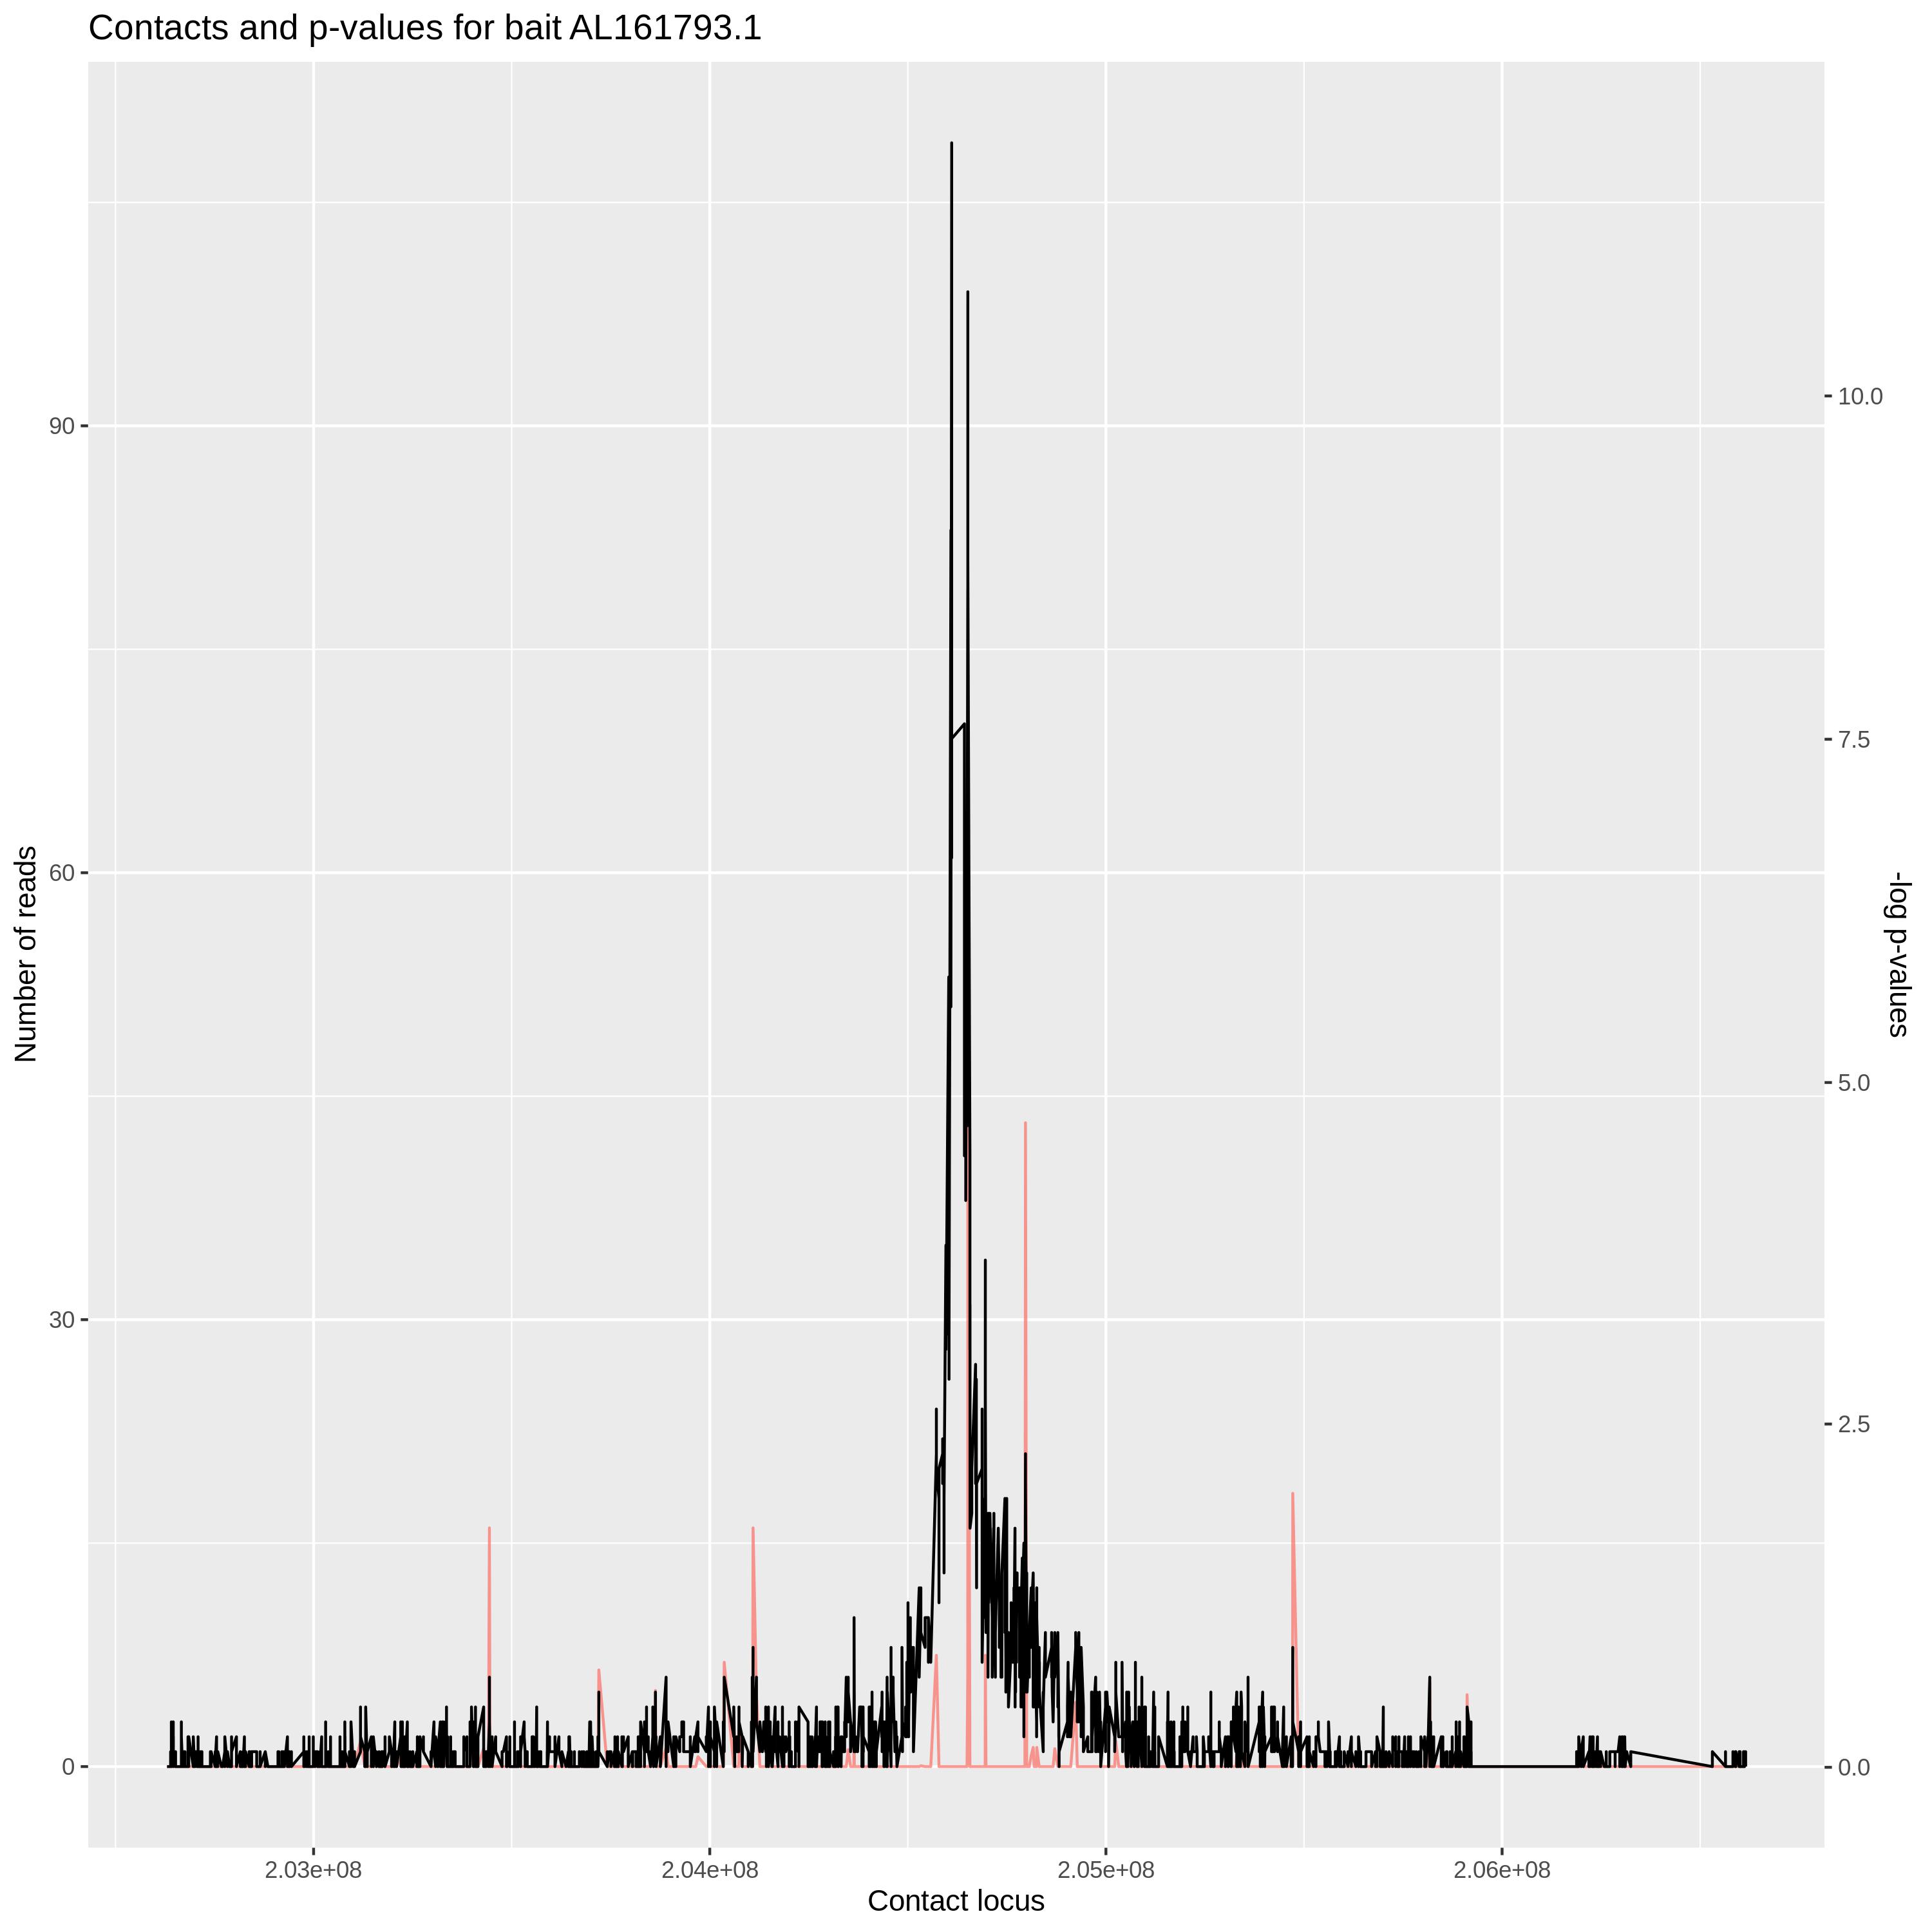 Contacts and p-values for bait AL161793.1
90
60
30
0
10.0
7.5
5.0
2.5
0.0
Number of reads
-log p-values
2.03e+08
2.04e+08
2.05e+08
2.06e+08
Contact locus